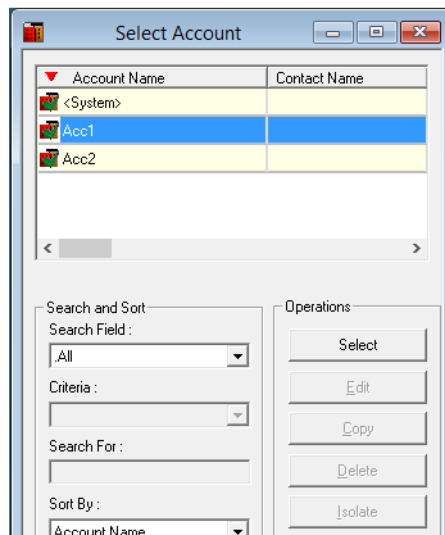 Select Account
Account Name Contact Name
<System>
Acc1
Acc2
Search and Sort
Search Field :
.All
Criteria :
Search For :
Sort By :
Account Name
Operations
Select
Edit
Copy
Delete
Isolate